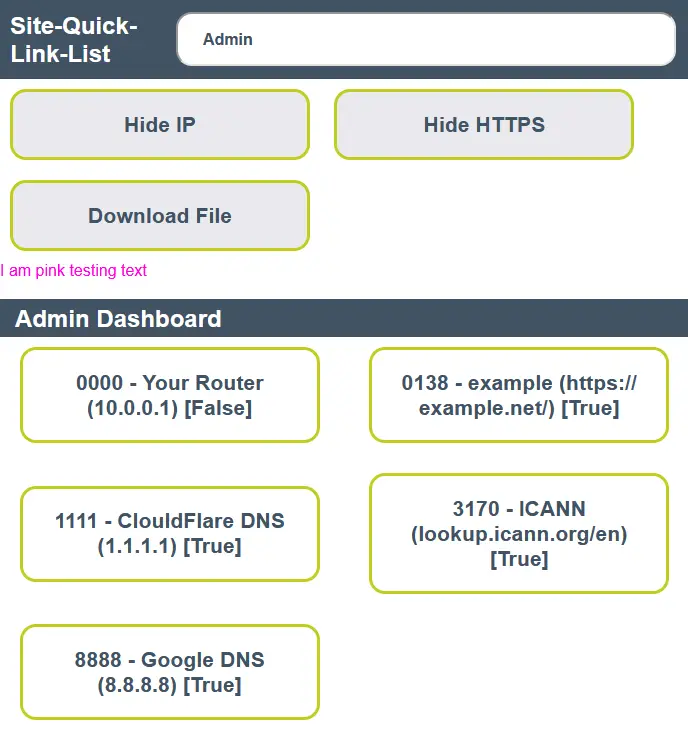 Site-Quick-
Link-List
Admin
Hide IP
Hide HTTPS
Download File
I am pink testing text
Admin Dashboard
0000 - Your Router
(10.0.0.1) [False]
0138 - example (https://
example.net/) [True]
1111 - ClouldFlare DNS
(1.1.1.1) [True]
3170 - ICANN
(lookup.icann.org/en)
[True]
8888 - Google DNS
(8.8.8.8) [True]